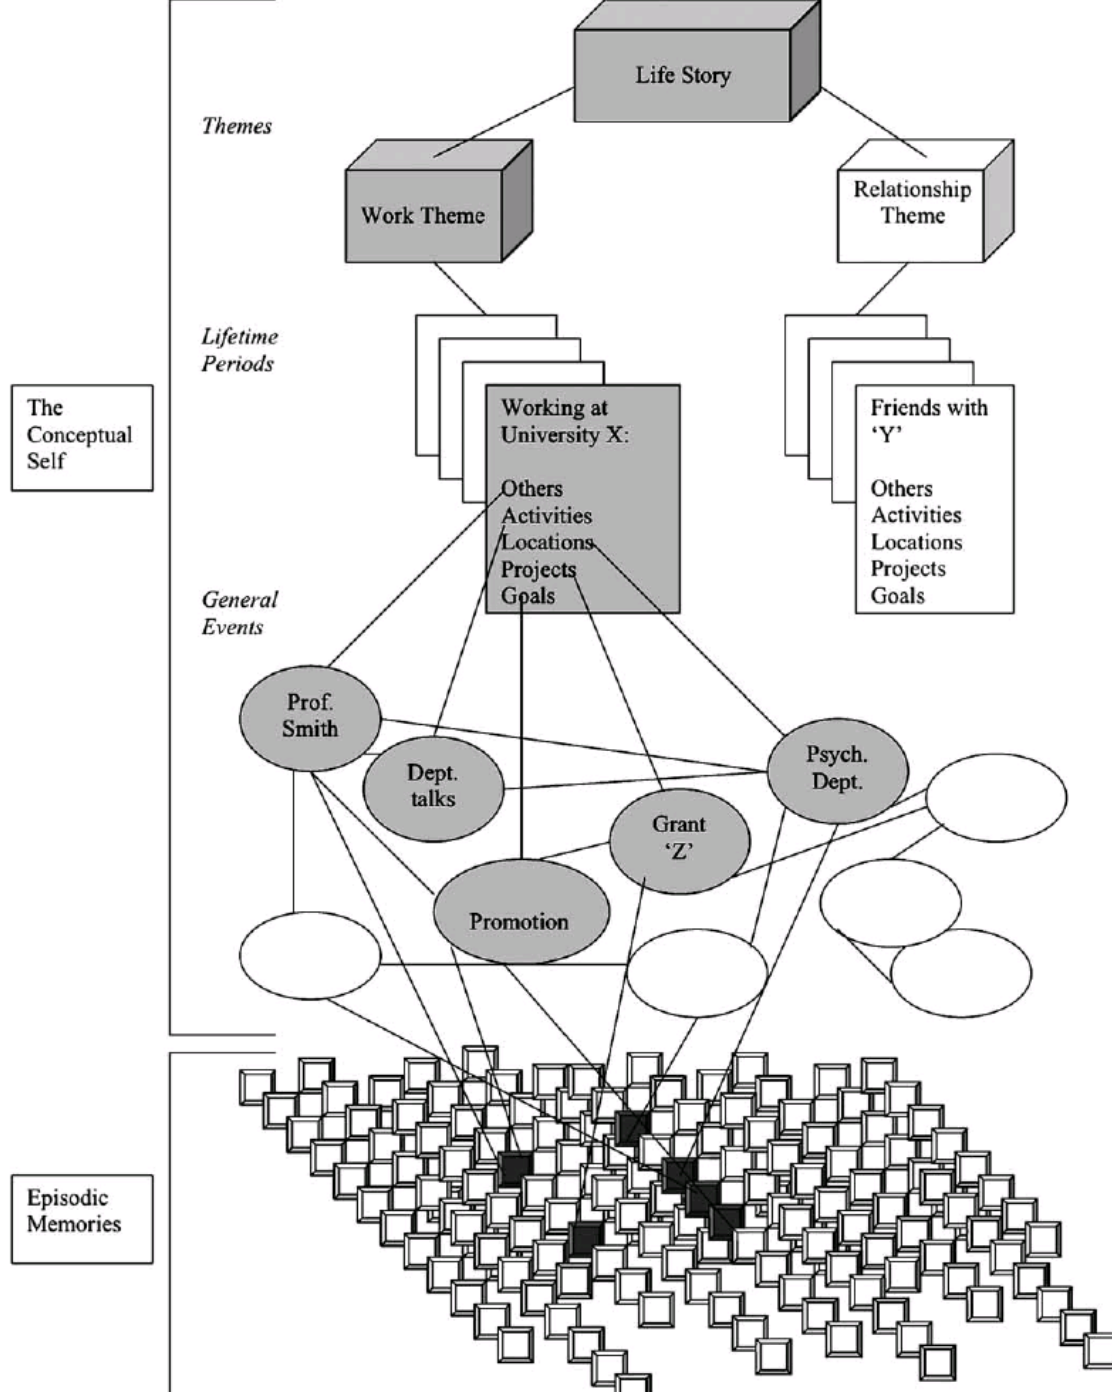 Life Story
Themes
Work Theme
Relationship
Theme
Lifetime
Periods
The
Conceptual
Self
Working at
University X:
Others
Activities
Locations
Projects
Goals
Friends with
‘Y’
Others
Activities
Locations
Projects
Goals
General
Events
Prof.
Smith
Dept.
talks
Psych.
Dept.
Grant
‘Z’
Promotion
Episodic
Memories